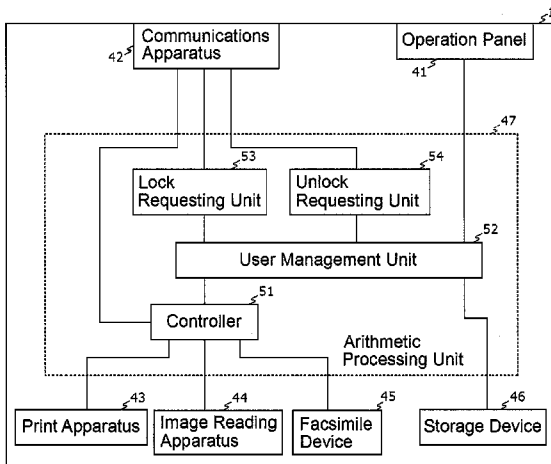 1
Communications
Apparatus
42
Operation Panel
41
47
53
54
Lock
Requesting Unit
Unlock
Requesting Unit
52
User Management Unit
51
Controller
Arithmetic
Processing Unit
43
44
45
46
Print Apparatus
Image Reading
Apparatus
Facsimile
Device
Storage Device